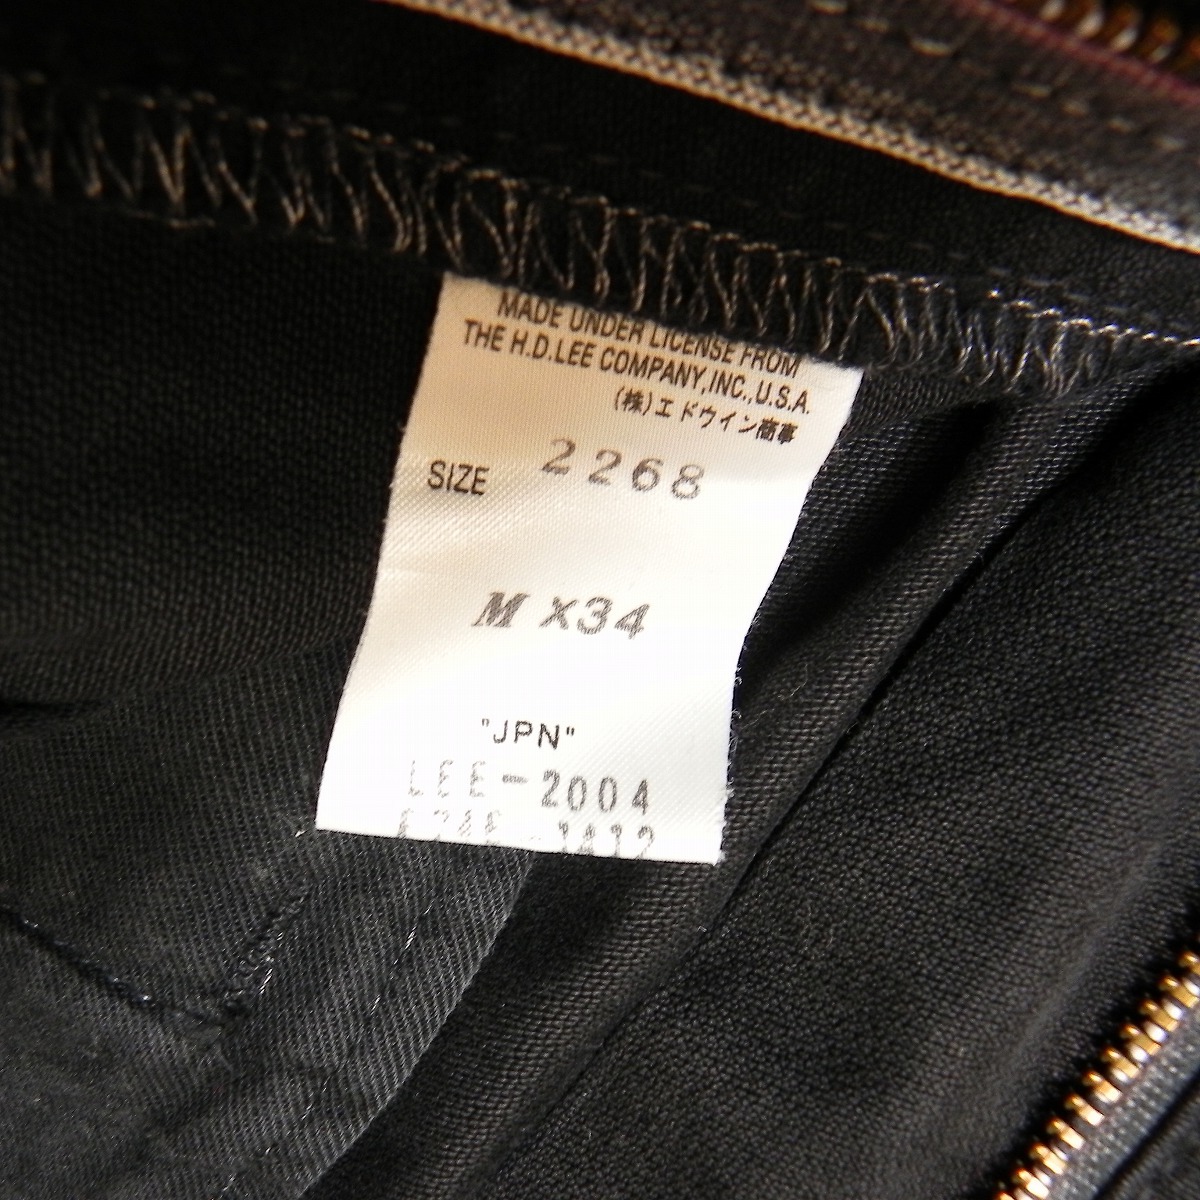 MADE UNDER LICENSE FROM
THE H.D.LEE COMPANY,INC.,U.S.A.
(株)エドウイン商事
SIZE 2268
M X34
"JPN"
LEE-2004